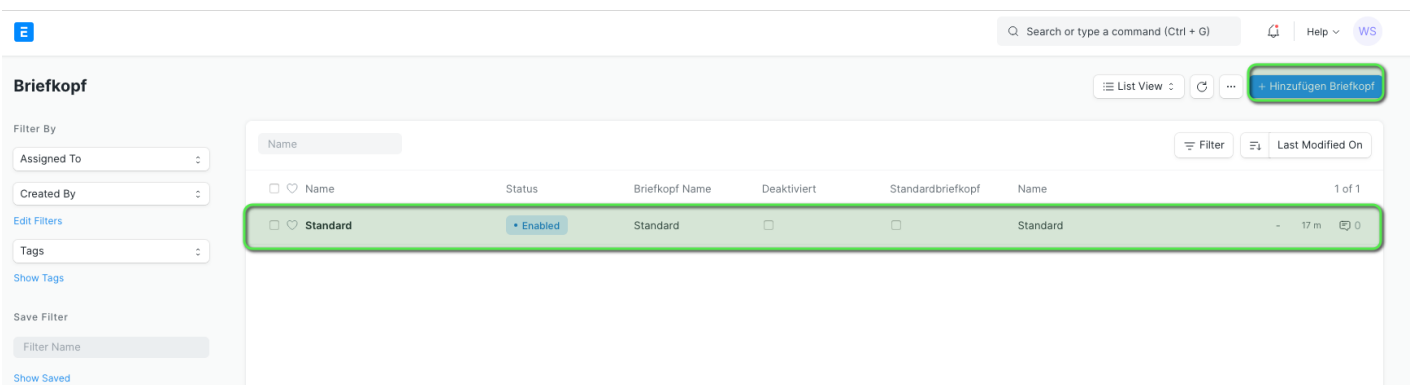 E
Search or type a command (Ctrl + G)
Help
WS
Briefkopf
List View
...
+ Hinzufügen Briefkopf
Filter By
Assigned To
Created By
Edit Filters
Tags
Show Tags
Save Filter
Filter Name
Show Saved
Name
Filter
Last Modified On
Name Status Briefkopf Name Deaktiviert Standardbriefkopf Name 1 of 1
Standard • Enabled Standard Standard - 17 m 0